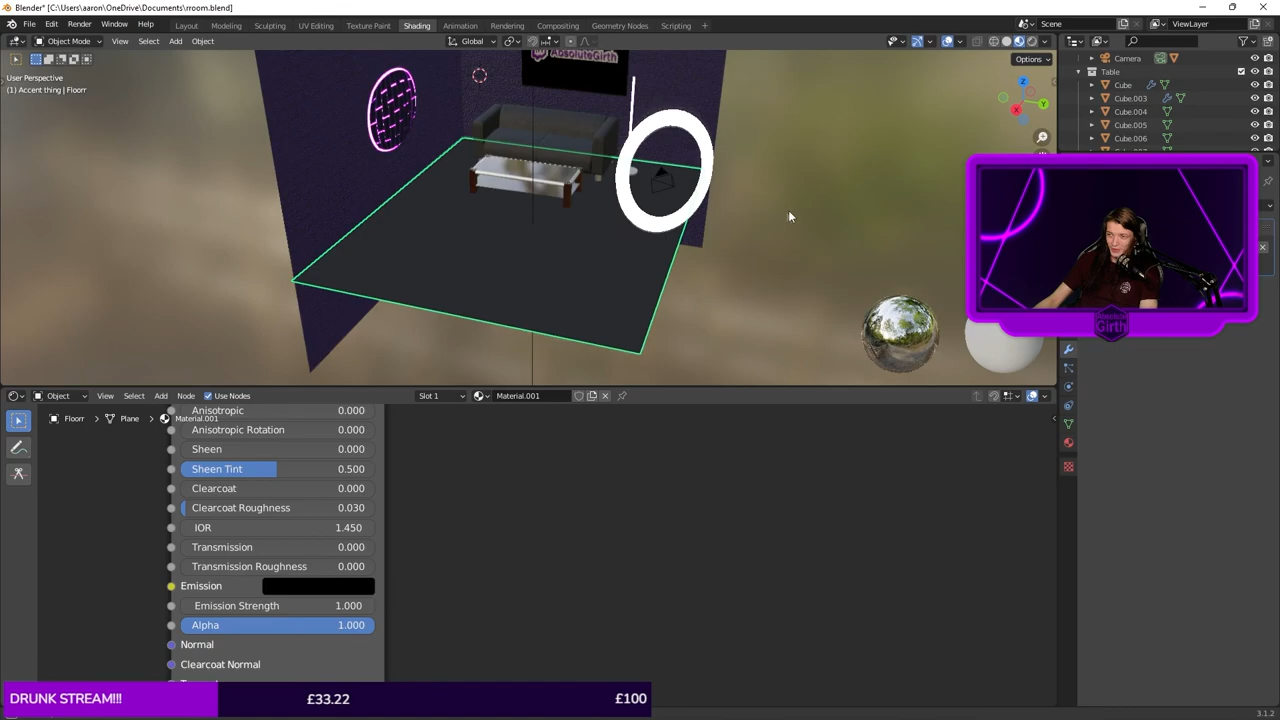 Blender* [C:\Users\aaron\OneDrive\Documents\rroom.blend]
File Edit Render Window Help Layout Modeling Sculpting UV Editing Texture Paint Shading Animation Rendering Compositing Geometry Nodes Scripting + Scene ViewLayer
Object Mode View Select Add Object Global
Options
User Perspective
(1) Accent thing | Floorr
AbsoluteGirth
X Y Z
Camera
Table
Cube
Cube.003
Cube.004
Cube.005
Cube.006
Absolute
Girth
Object View Select Add Node Use Nodes Slot 1 Material.001
Floorr > Plane > Material.001
Anisotropic 0.000
Anisotropic Rotation 0.000
Sheen 0.000
Sheen Tint 0.500
Clearcoat 0.000
Clearcoat Roughness 0.030
IOR 1.450
Transmission 0.000
Transmission Roughness 0.000
Emission
Emission Strength 1.000
Alpha 1.000
Normal
Clearcoat Normal
DRUNK STREAM!!! £33.22 £100
3.1.2